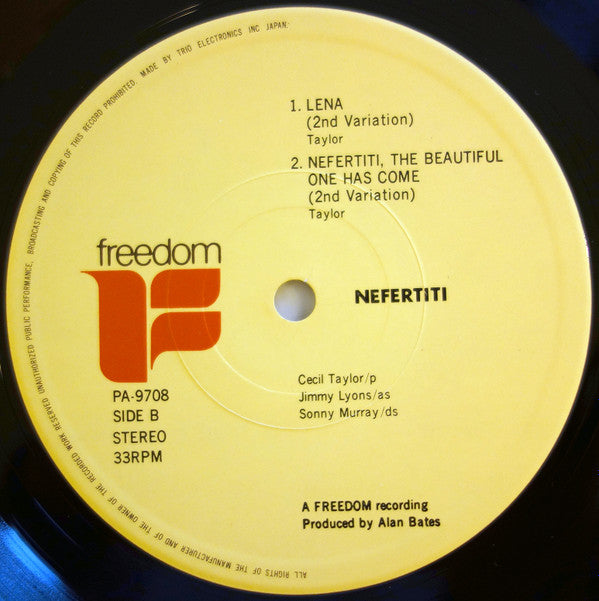 1. LENA
(2nd Variation)
Taylor
2. NEFERTITI, THE BEAUTIFUL
ONE HAS COME
(2nd Variation)
Taylor
freedom
NEFERTITI
PA-9708
SIDE B
STEREO
33RPM
Cecil Taylor/p
Jimmy Lyons/as
Sonny Murray/ds
A FREEDOM recording
Produced by Alan Bates
ALL RIGHTS OF THE MANUFACTURER AND OF THE OWNER OF THE RECORDED WORK RESERVED UNAUTHORIZED PUBLIC PERFORMANCE, BROADCASTING AND COPYING OF THIS RECORD PROHIBITED. MADE BY TRIO ELECTRONICS INC JAPAN: